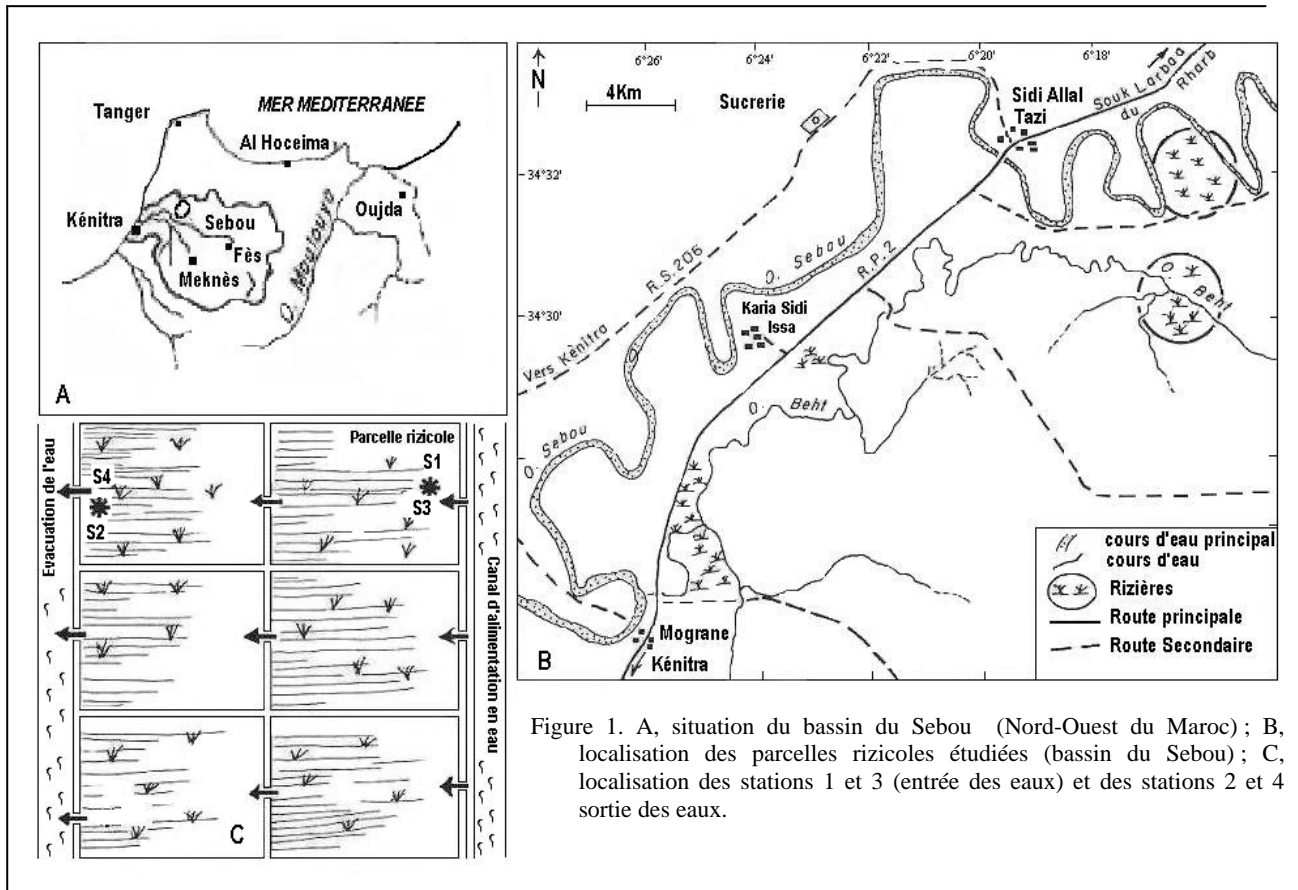 MER MEDITERRANEE
Tanger
Al Hoceima
Kénitra
Sebou
Oujda
Fès
Meknès
O. Moulouya
A
6°26'
6°24'
6°22'
6°20'
6°18'
N
4Km
Sucrerie
Sidi Allal
Tazi
Souk Larbaa
du Rharb
34°32'
R.S.206
O. Sebou
R.P.2
O. Beht
Karia Sidi
Issa
34°30'
Vers Kénitra
O. Beht
O. Sebou
Mograne
Kénitra
B
cours d'eau principal
cours d'eau
Rizières
Route principale
Route Secondaire
Evacuation de l'eau
Parcelle rizicole
S4
S1
S2
S3
Canal d'alimentation en eau
C
Figure 1. A, situation du bassin du Sebou (Nord-Ouest du Maroc) ; B,
localisation des parcelles rizicoles étudiées (bassin du Sebou) ; C,
localisation des stations 1 et 3 (entrée des eaux) et des stations 2 et 4
sortie des eaux.